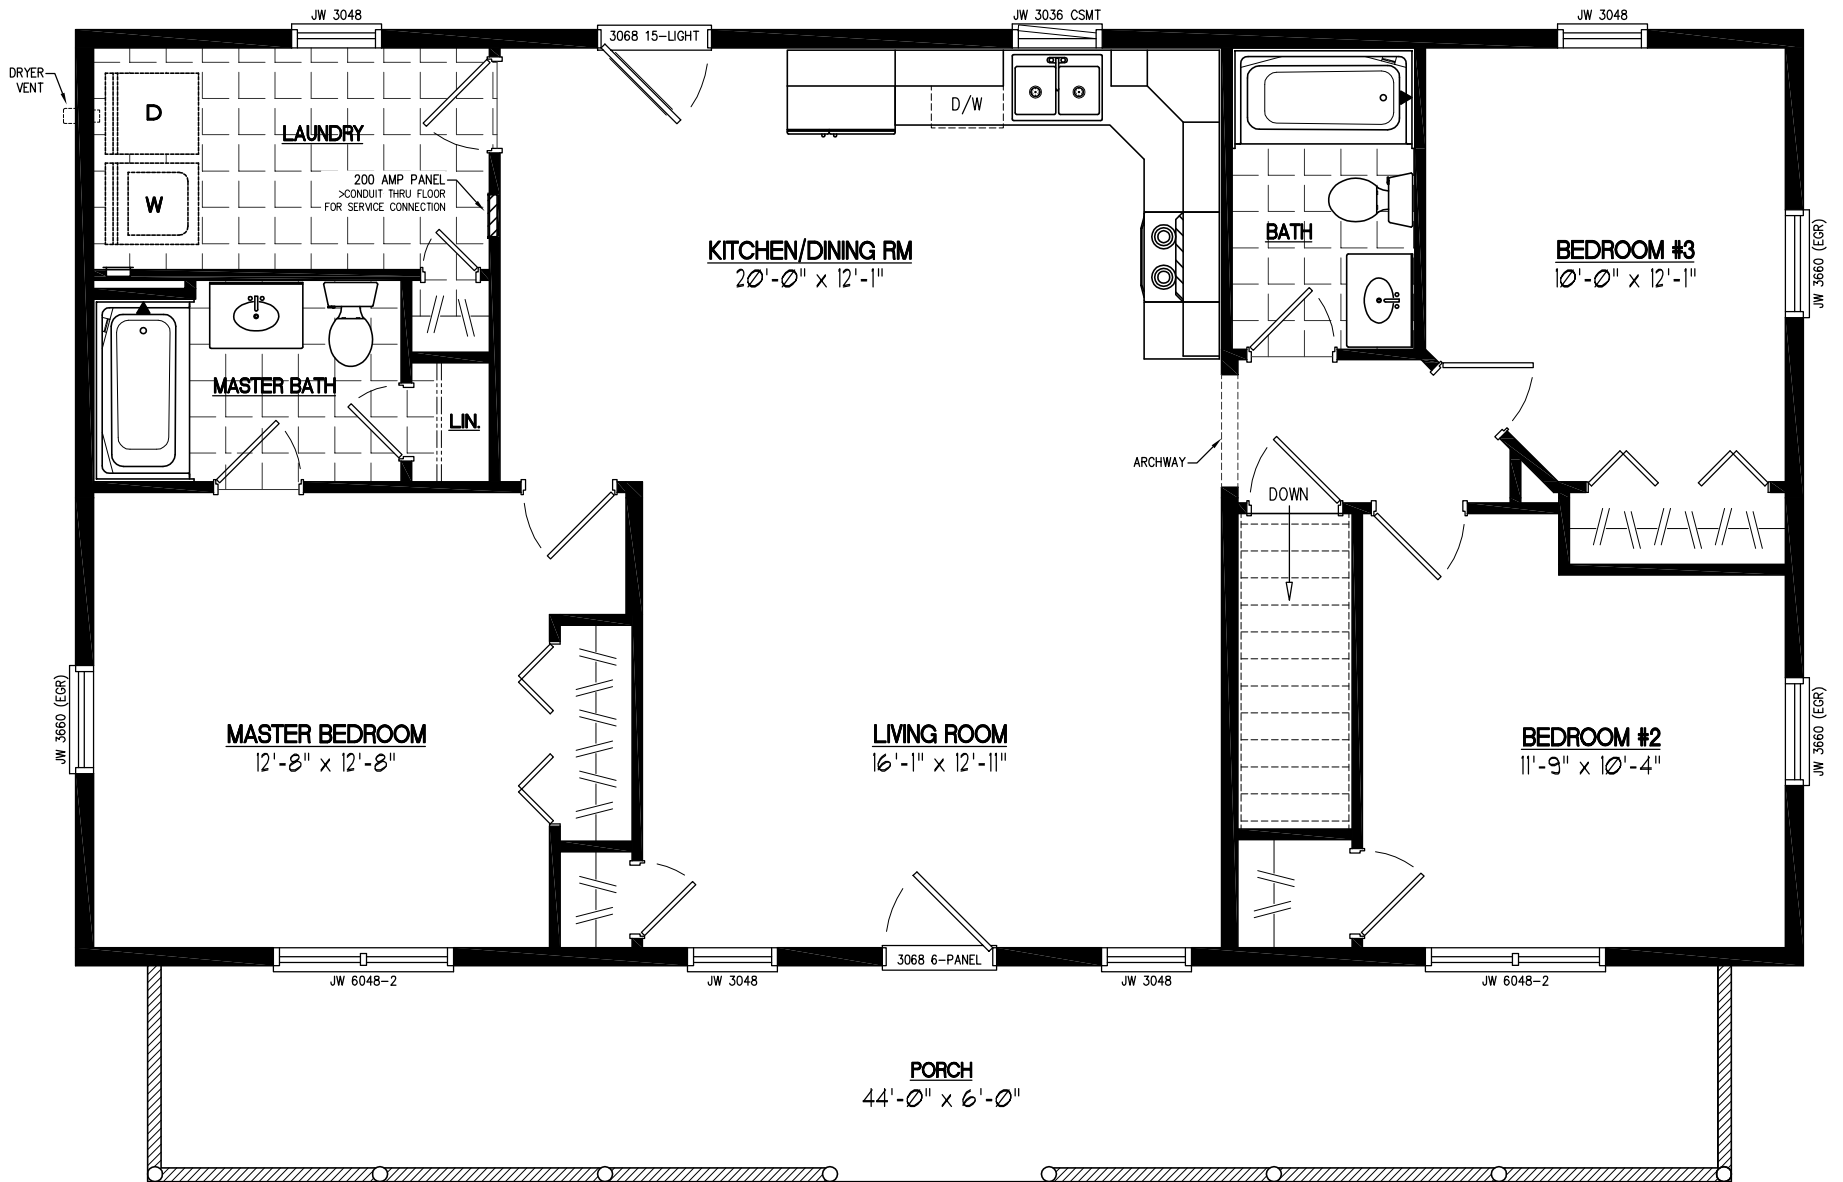 JW 3048
JW 3036 CSMT
JW 3048
3068 15-LIGHT
DRYER
VENT
D
D/W
LAUNDRY
200 AMP PANEL
>CONDUIT THRU FLOOR
FOR SERVICE CONNECTION
W
BATH
KITCHEN/DINING RM
20'-0" x 12'-1"
BEDROOM #3
10'-0" x 12'-1"
JW 3660 (EGR)
MASTER BATH
LIN.
ARCHWAY
DOWN
JW 3660 (EGR)
MASTER BEDROOM
12'-8" x 12'-8"
LIVING ROOM
16'-1" x 12'-11"
BEDROOM #2
11'-9" x 10'-4"
JW 3660 (EGR)
3068 6-PANEL
JW 6048-2
JW 3048
JW 3048
JW 6048-2
PORCH
44'-0" x 6'-0"